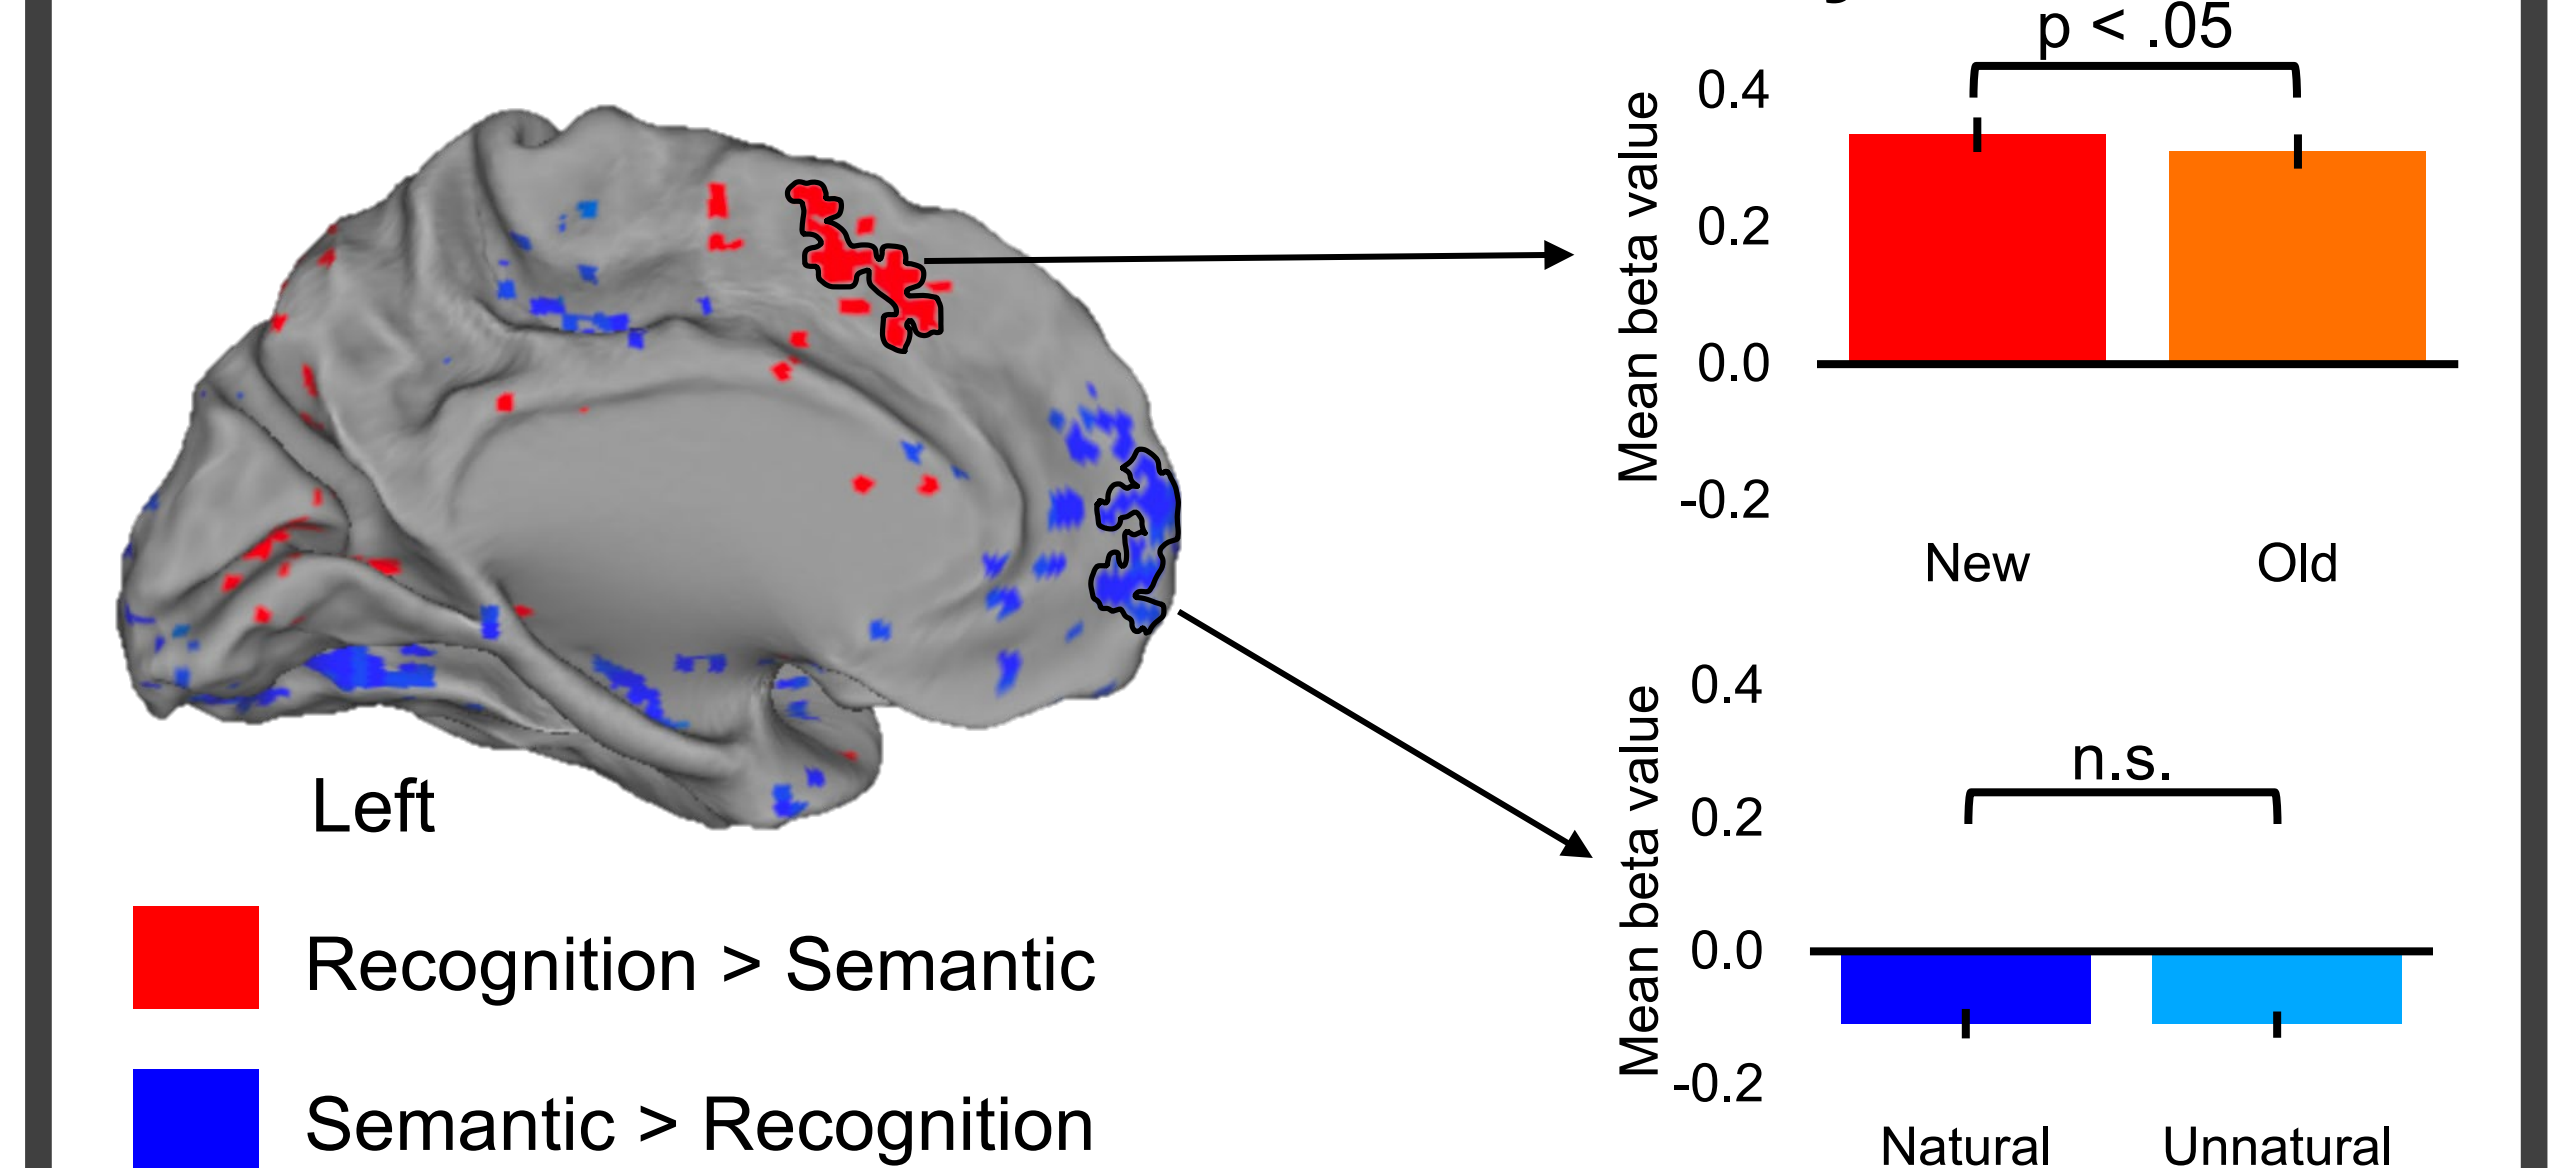 p < .05
0.4
0.2
0.0
-0.2
Mean beta value
New Old
0.4
n.s.
0.2
0.0
-0.2
Mean beta value
Natural Unnatural
Left
Recognition > Semantic
Semantic > Recognition